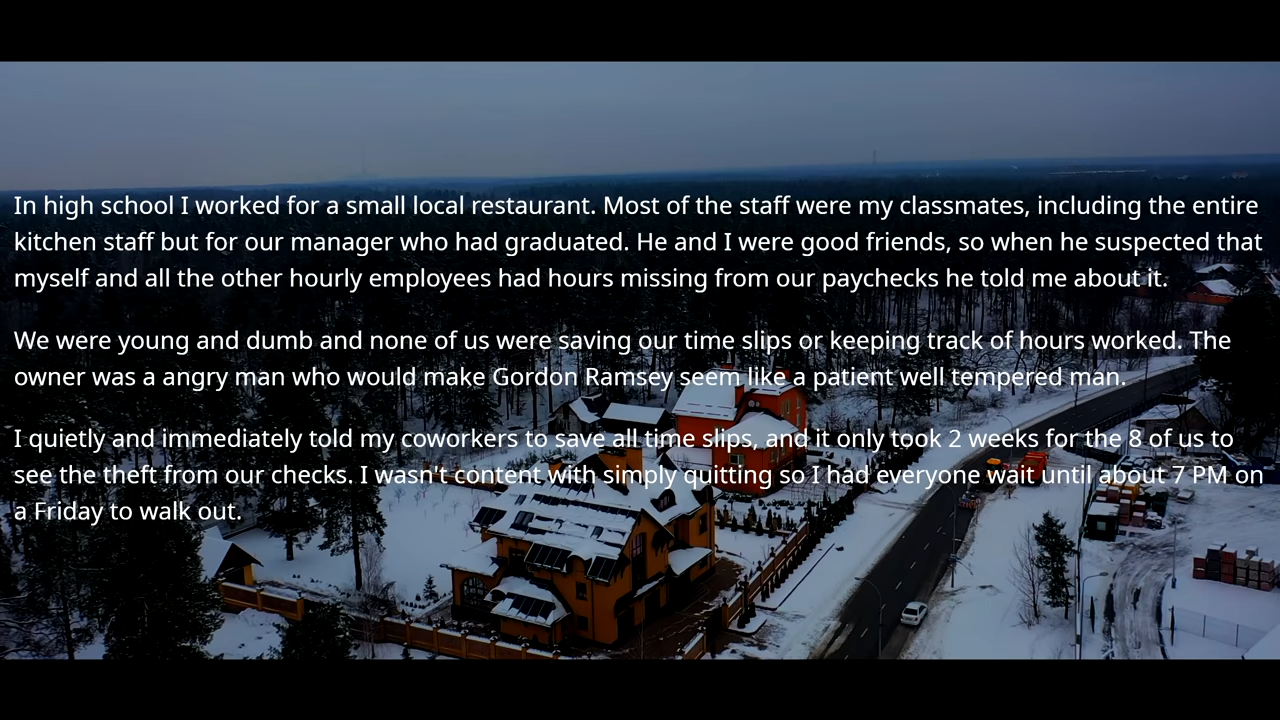 In high school I worked for a small local restaurant. Most of the staff were my classmates, including the entire
kitchen staff but for our manager who had graduated. He and I were good friends, so when he suspected that
myself and all the other hourly employees had hours missing from our paychecks he told me about it.
We were young and dumb and none of us were saving our time slips or keeping track of hours worked. The
owner was a angry man who would make Gordon Ramsey seem like a patient well tempered man.
I quietly and immediately told my coworkers to save all time slips, and it only took 2 weeks for the 8 of us to
see the theft from our checks. I wasn't content with simply quitting so I had everyone wait until about 7 PM on
a Friday to walk out.